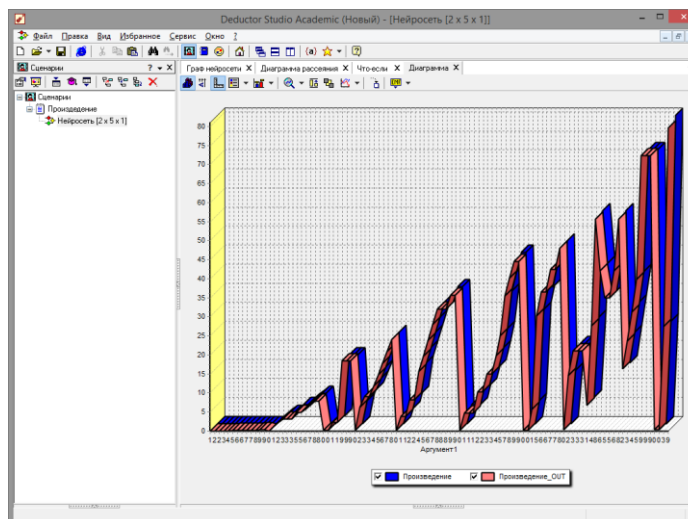 Deductor Studio Academic (Новый) - [Нейросеть [2 x 5 x 1]]
Файл Правка Вид Избранное Сервис Окно ?
Сценарии
Граф нейросети X Диаграмма рассеяния X Что-если X Диаграмма X
Сценарии
Произведение
Нейросеть [2 x 5 x 1]
80
75
70
65
60
55
50
45
40
35
30
25
20
15
10
5
0
Аргумент1
Произведение Произведение_OUT